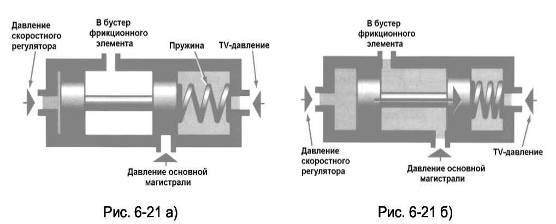 Давление
скоростного
регулятора
В бустер
фрикционного
элемента
Пружина
TV-давление
Давление основной
магистрали
Рис. 6-21 а)
В бустер
фрикционного
элемента
Давление
скоростного
регулятора
TV-давление
Давление основной
магистрали
Рис. 6-21 б)